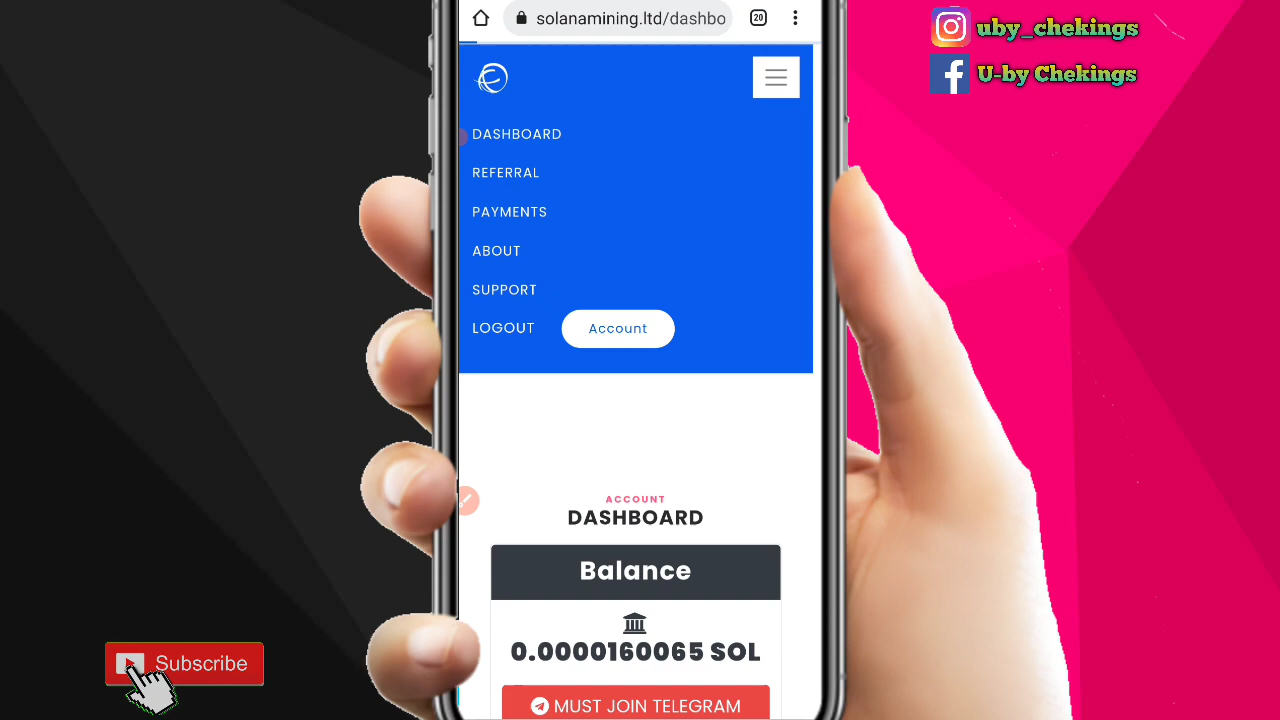 solanamining.ltd/dashbo
20
uby_chekings
U-by Chekings
DASHBOARD
REFERRAL
PAYMENTS
ABOUT
SUPPORT
LOGOUT
Account
ACCOUNT
DASHBOARD
Balance
0.0000160065 SOL
MUST JOIN TELEGRAM
Subscribe